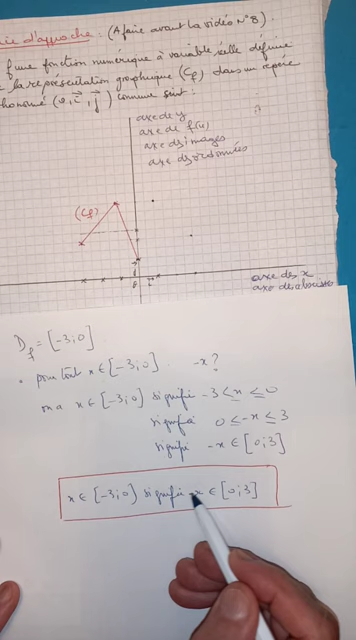 d'approche : (A faire avant la vidéo N°8)
f une fonction numérique à variable réelle définie
la représentation graphique (Cf) dans un repère
(o, i, j) comme suit :
axe de y
axe de f(x)
axe des images
axe des ordonnées
(Cf)
axe des x
axe des abscisses
Df = [-3;0]
• pour tout x ∈ [-3;0] -x?
on a x ∈ [-3;0] signifie -3 ≤ x ≤ 0
signifie 0 ≤ -x ≤ 3
signifie -x ∈ [0;3]
x ∈ [-3;0] signifie -x ∈ [0;3]